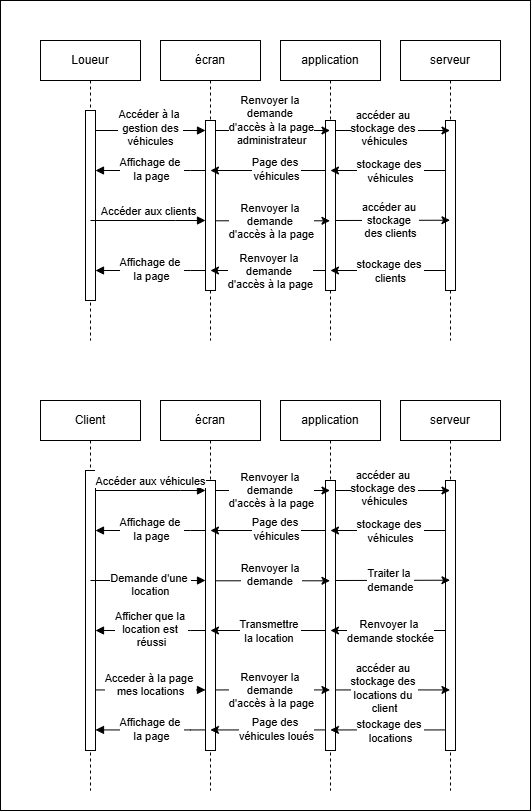 Loueur
écran
application
serveur
Accéder à la
gestion des
véhicules
Renvoyer la
demande
d'accès à la page
administrateur
accéder au
stockage des
véhicules
Affichage de
la page
Page des
véhicules
stockage des
véhicules
Accéder aux clients
Renvoyer la
demande
d'accès à la page
accéder au
stockage
des clients
Affichage de
la page
Renvoyer la
demande
d'accès à la page
stockage des
clients
Client
écran
application
serveur
Accéder aux véhicules
Renvoyer la
demande
d'accès à la page
accéder au
stockage des
véhicules
Affichage de
la page
Page des
véhicules
stockage des
véhicules
Demande d'une
location
Renvoyer la
demande
Traiter la
demande
Afficher que la
location est
réussi
Transmettre
la location
Renvoyer la
demande stockée
Acceder à la page
mes locations
Renvoyer la
demande
d'accès à la page
accéder au
stockage des
locations du
client
Affichage de
la page
Page des
véhicules loués
stockage des
locations